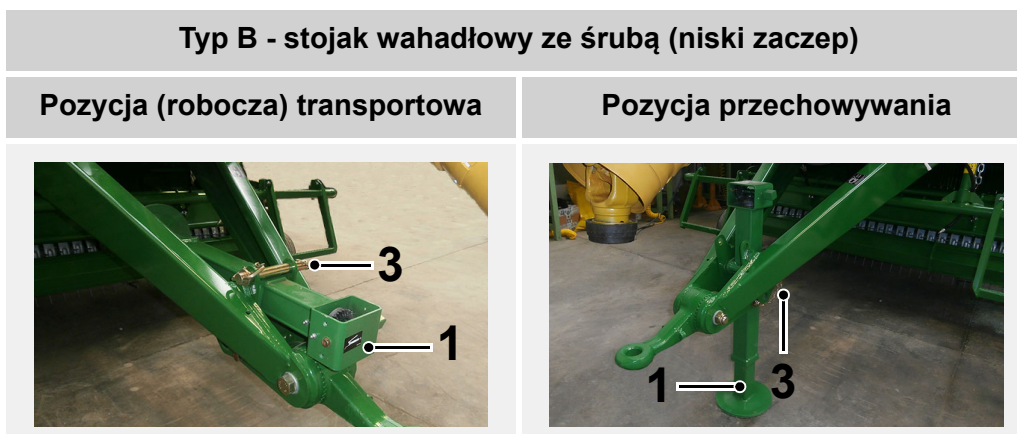 Typ B - stojak wahadłowy ze śrubą (niski zaczep)
Pozycja (robocza) transportowa
Pozycja przechowywania
3
1
1
3